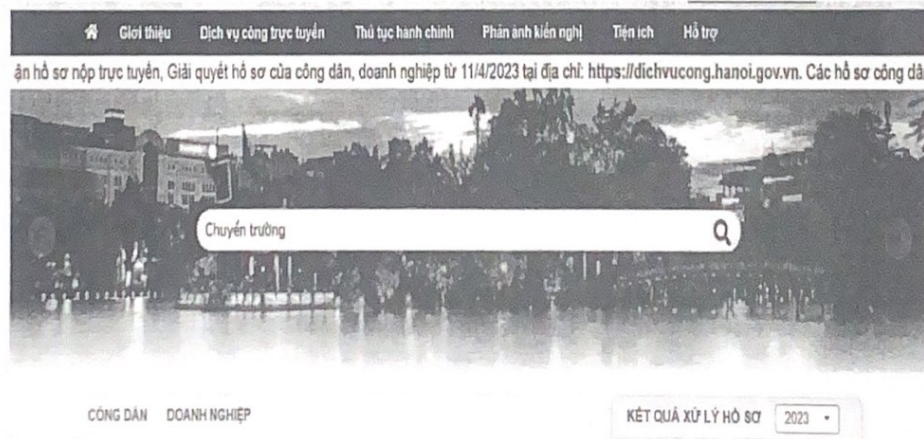 Giới thiệu Dịch vụ công trực tuyến Thủ tục hành chính Phản ánh kiến nghị Tiện ích Hỗ trợ
ận hồ sơ nộp trực tuyến, Giải quyết hồ sơ của công dân, doanh nghiệp từ 11/4/2023 tại địa chỉ: https://dichvucong.hanoi.gov.vn. Các hồ sơ công dâ
Chuyển trường
CÔNG DÂN DOANH NGHIỆP KẾT QUẢ XỬ LÝ HỒ SƠ 2023